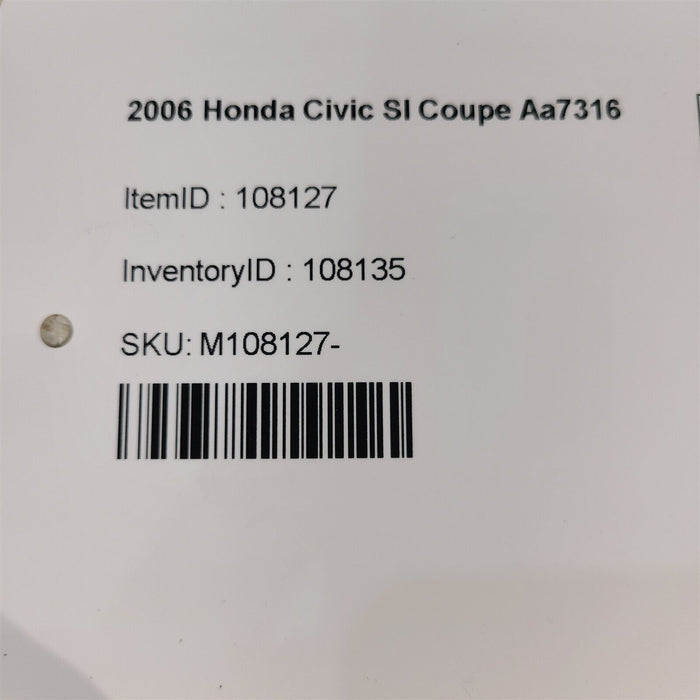 2006 Honda Civic SI Coupe Aa7316
ItemID : 108127
InventoryID : 108135
SKU: M108127-